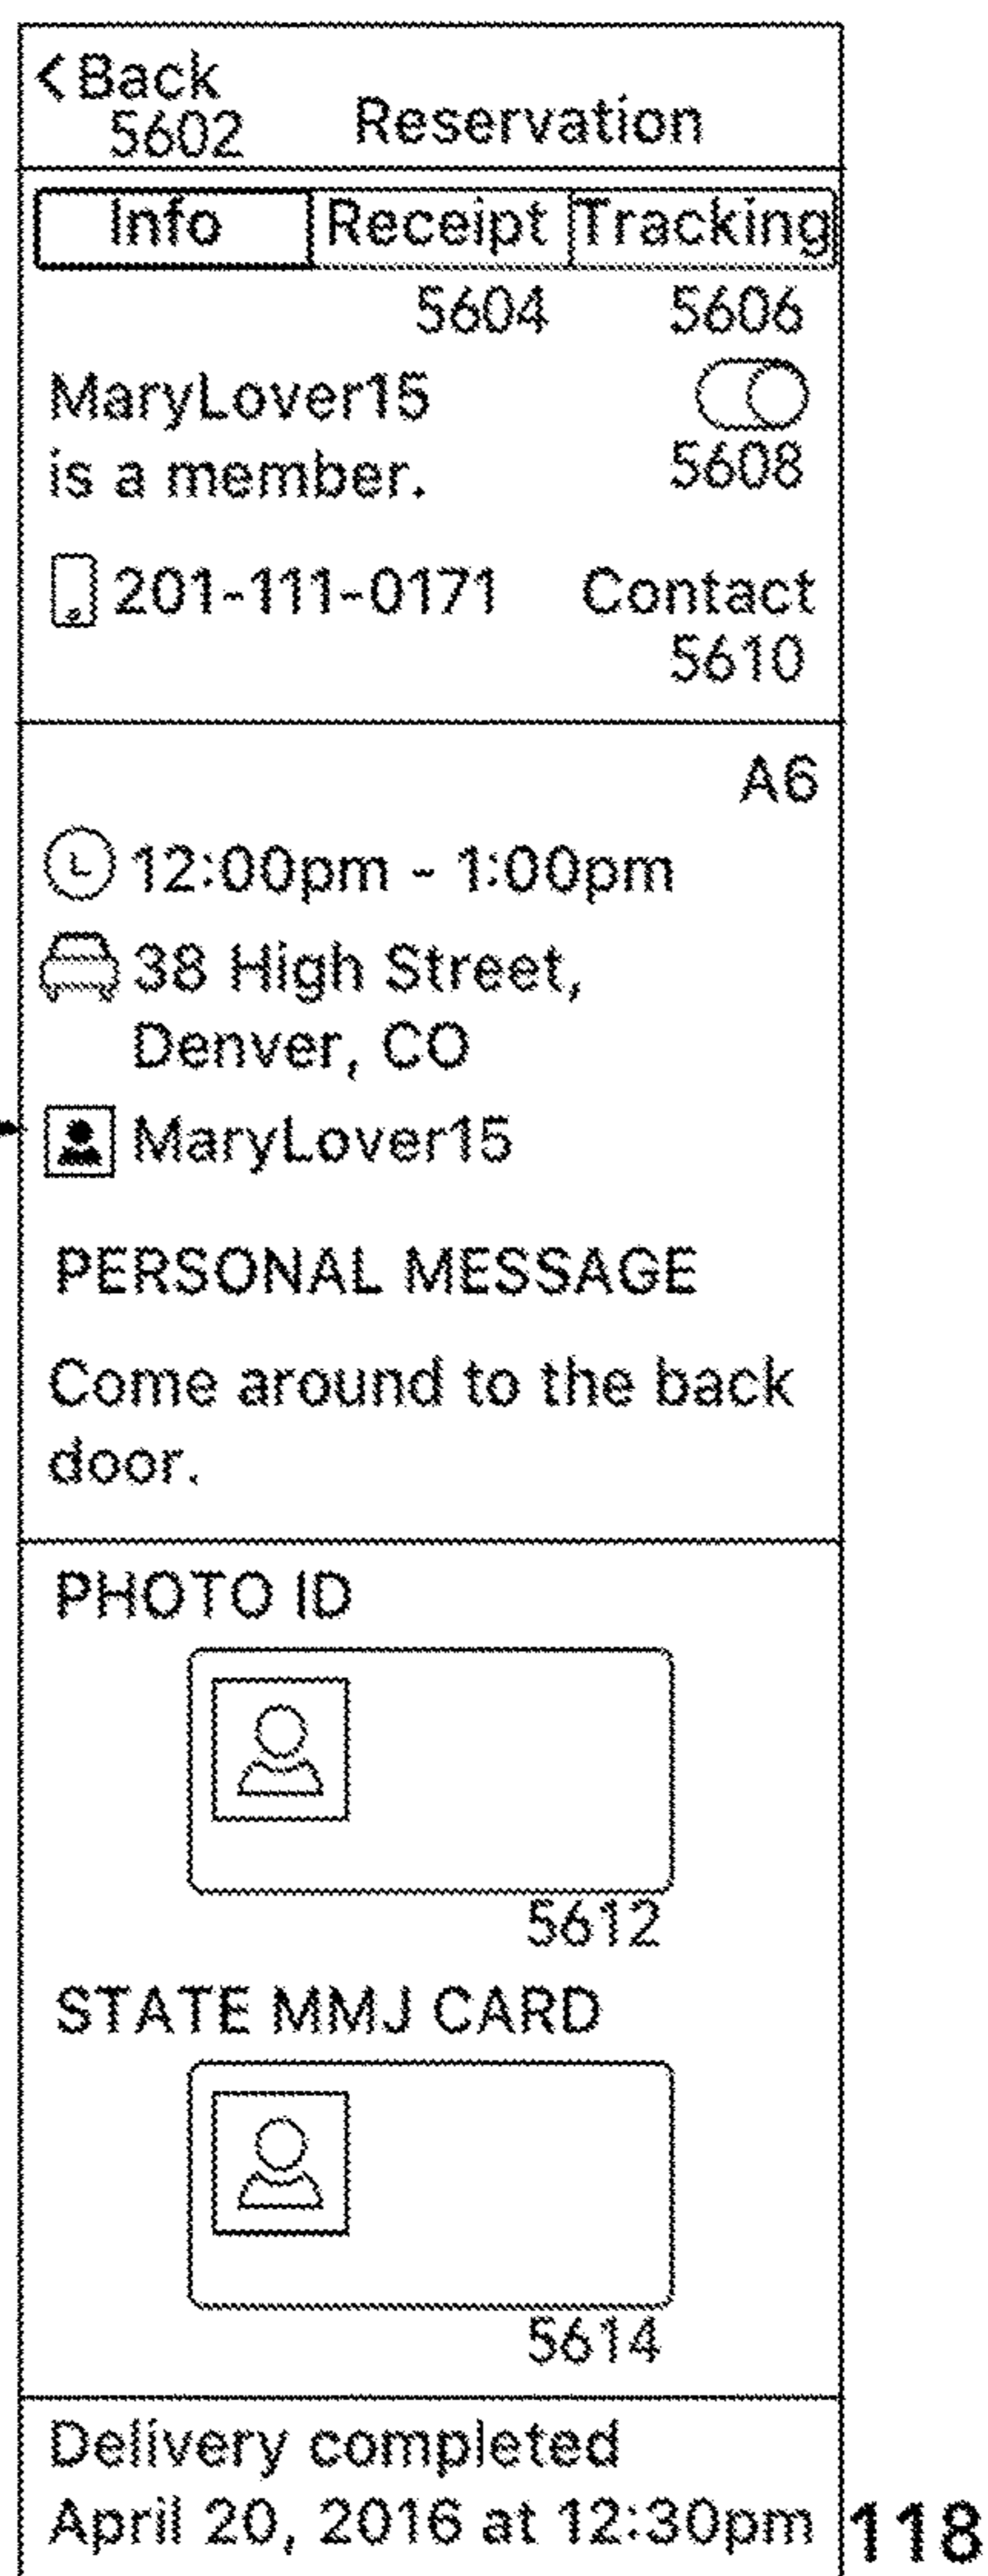 <Back
5602
Reservation
Info Receipt Tracking
5604 5606
MaryLover15
is a member.
5608
201-111-0171 Contact
5610
A6
12:00pm - 1:00pm
38 High Street,
Denver, CO
MaryLover15
PERSONAL MESSAGE
Come around to the back
door.
PHOTO ID
5612
STATE MMJ CARD
5614
Delivery completed
April 20, 2016 at 12:30pm
118